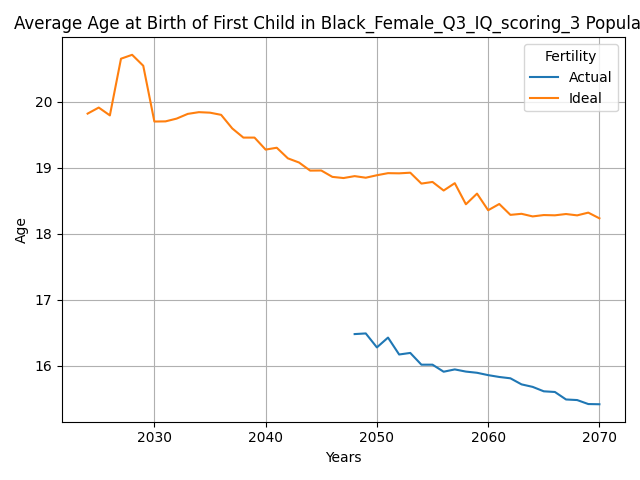 Average Age at Birth of First Child in Black_Female_Q3_IQ_scoring_3 Popula
Fertility
Actual
Ideal
20
19
18
17
16
Age
2030
2040
2050
2060
2070
Years